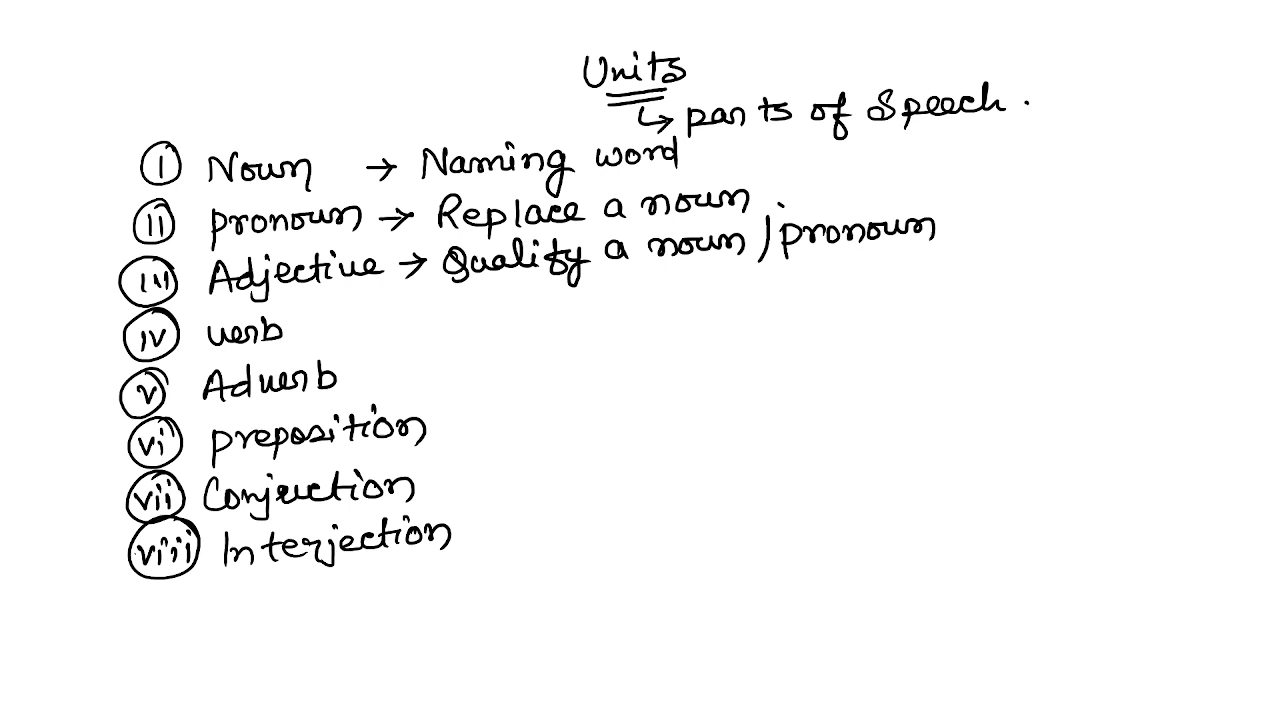 Units
↳ parts of speech.
(i) Noun → Naming word
(ii) pronoun → Replace a noun
(iii) Adjective → Quality a noun / pronoun
(iv) verb
(v) Adverb
(vi) preposition
(vii) Conjuction
(viii) Interjection